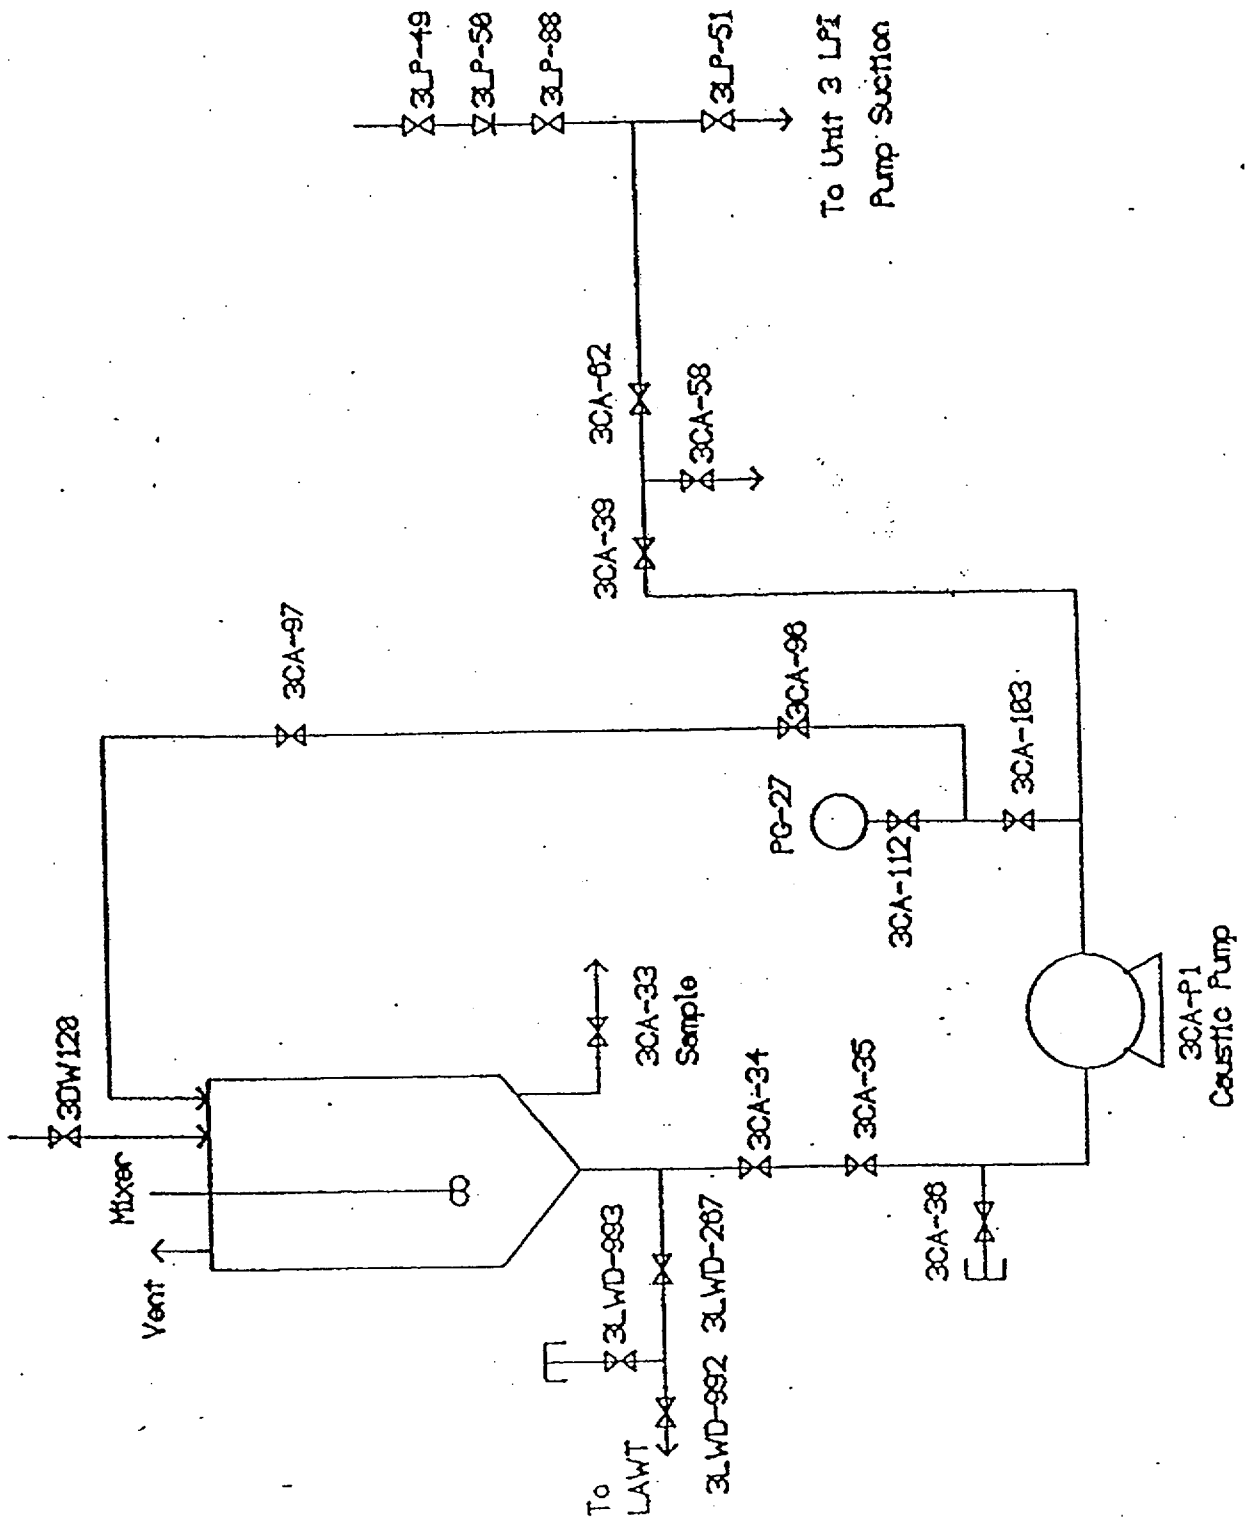 3LP-49
3LP-50
3LP-88
3LP-51
To Unit 3 LPI
Pump Suction
3CA-62
3CA-58
3CA-39
3CA-97
3CA-96
PG-27
3CA-112
3CA-103
3DW128
Mixer
Vent
3CA-33
Sample
3CA-34
3CA-35
3CA-36
3CA-P1
Caustic Pump
3LWD-993
3LWD-267
3LWD-992
To
LAWT